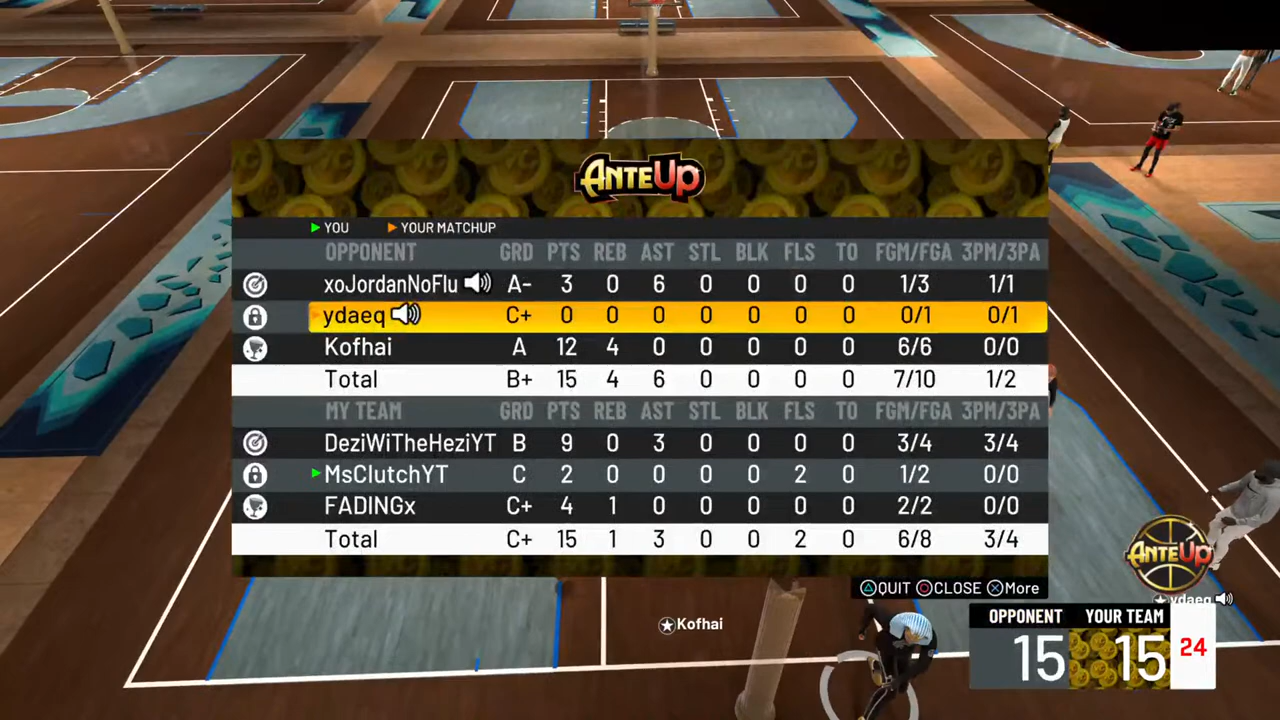 ANTEUP
YOU YOUR MATCHUP
OPPONENT GRD PTS REB AST STL BLK FLS TO FGM/FGA 3PM/3PA
xoJordanNoFlu A- 3 0 6 0 0 0 0 1/3 1/1
ydaeq C+ 0 0 0 0 0 0 0 0/1 0/1
Kofhai A 12 4 0 0 0 0 0 6/6 0/0
Total B+ 15 4 6 0 0 0 0 7/10 1/2
MY TEAM GRD PTS REB AST STL BLK FLS TO FGM/FGA 3PM/3PA
DeziWiTheHeziYT B 9 0 3 0 0 0 0 3/4 3/4
MsClutchYT C 2 0 0 0 0 2 0 1/2 0/0
FADINGx C+ 4 1 0 0 0 0 0 2/2 0/0
Total C+ 15 1 3 0 0 2 0 6/8 3/4
QUIT CLOSE More
ANTEUP
ydaeq
Kofhai
OPPONENT YOUR TEAM
15 15 24